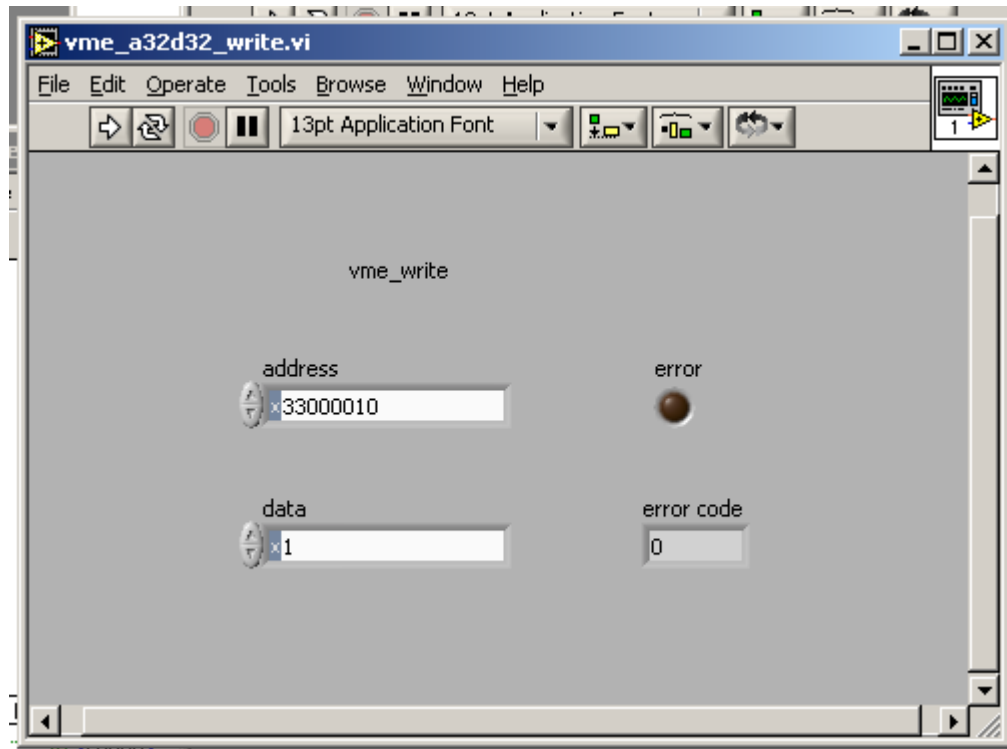 vme_a32d32_write.vi
File Edit Operate Tools Browse Window Help
13pt Application Font
1
vme_write
address
error
x33000010
data
error code
x1
0